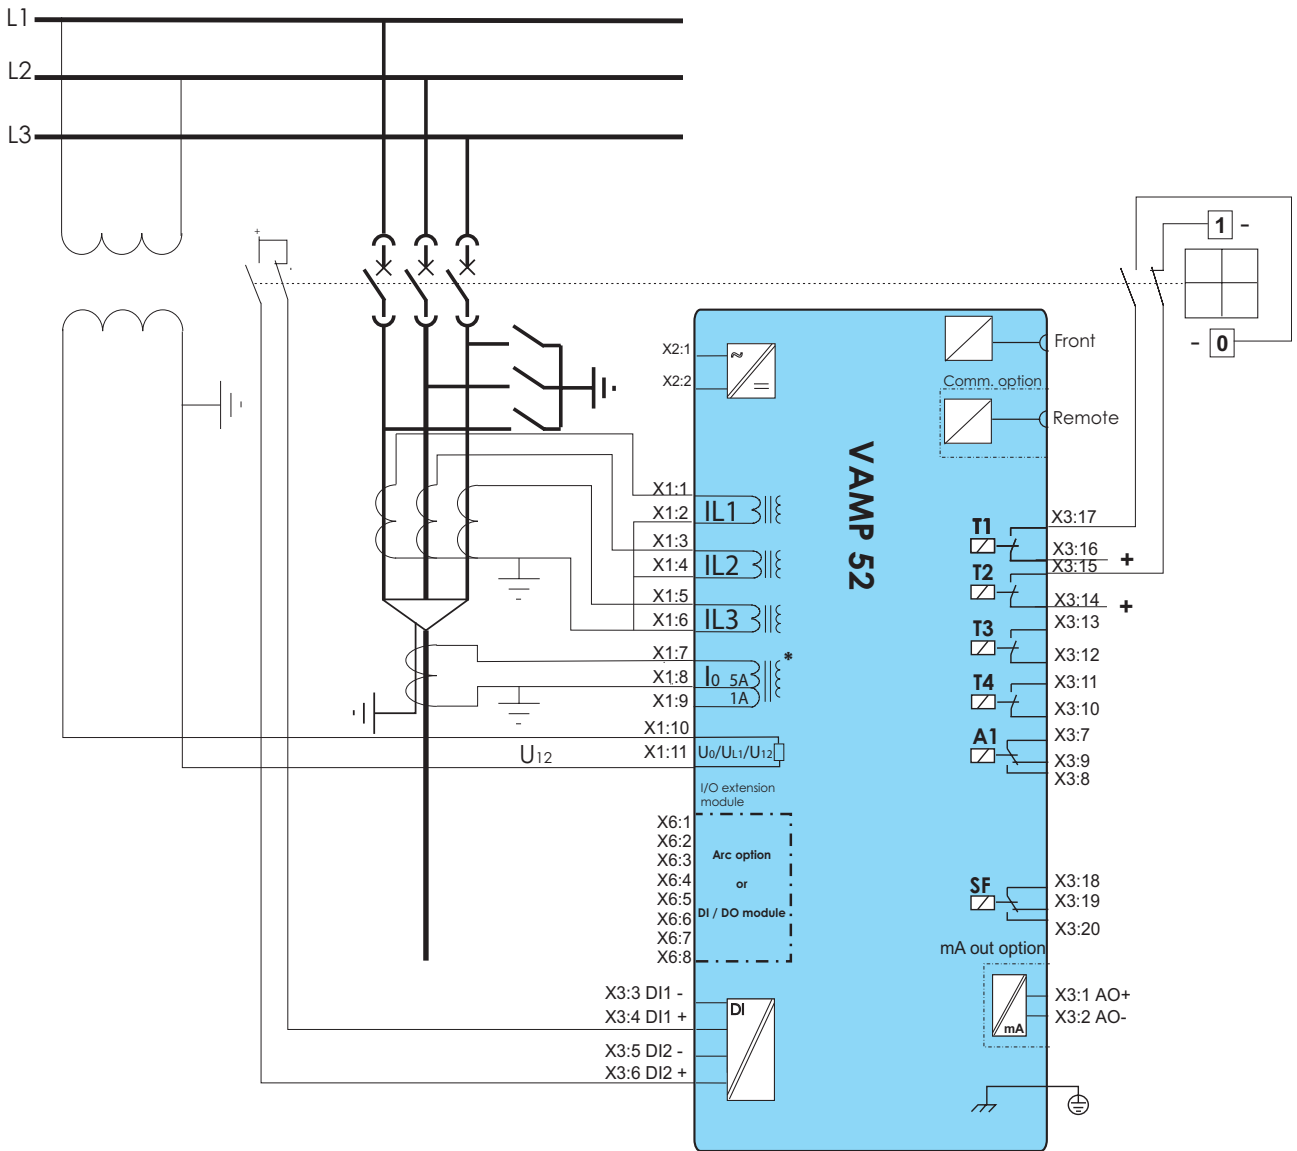 L1
L2
L3
+
1 -
- 0
X2:1
X2:2
Front
Comm. option
Remote
VAMP 52
X1:1
X1:2
IL1
X1:3
X1:4
IL2
X1:5
X1:6
IL3
X1:7
X1:8
X1:9
I0 5A
1A
*
X1:10
X1:11
U12
U0/UL1/U12
I/O extension
module
X6:1
X6:2
X6:3
X6:4
X6:5
X6:6
X6:7
X6:8
Arc option
or
DI / DO module
X3:3 DI1 -
X3:4 DI1 +
X3:5 DI2 -
X3:6 DI2 +
DI
T1
X3:17
X3:16
+
T2
X3:15
X3:14
+
T3
X3:13
X3:12
T4
X3:11
X3:10
A1
X3:7
X3:9
X3:8
SF
X3:18
X3:19
X3:20
mA out option
mA
X3:1 AO+
X3:2 AO-